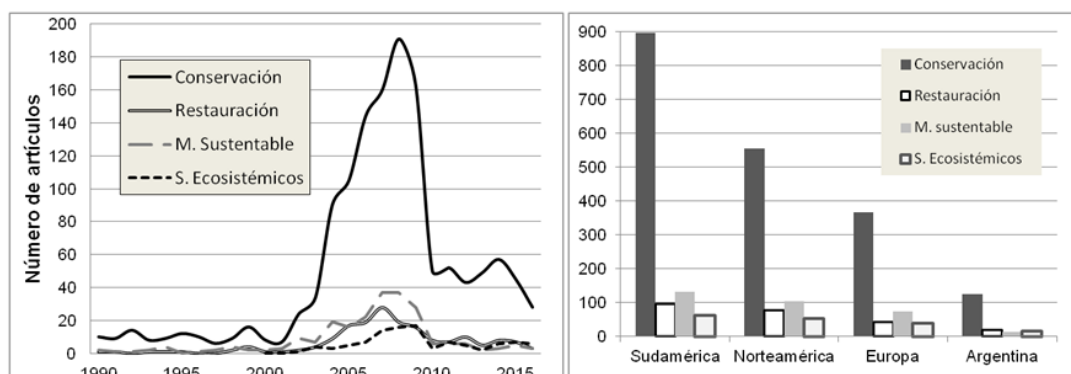 Número de artículos
200
180
160
140
120
100
80
60
40
20
0
Conservación
Restauración
M. Sustentable
S. Ecosistémicos
1990 1995 2000 2005 2010 2015
900
800
700
600
500
400
300
200
100
0
Conservación
Restauración
M. sustentable
S. Ecosistémicos
Sudamérica Norteamérica Europa Argentina